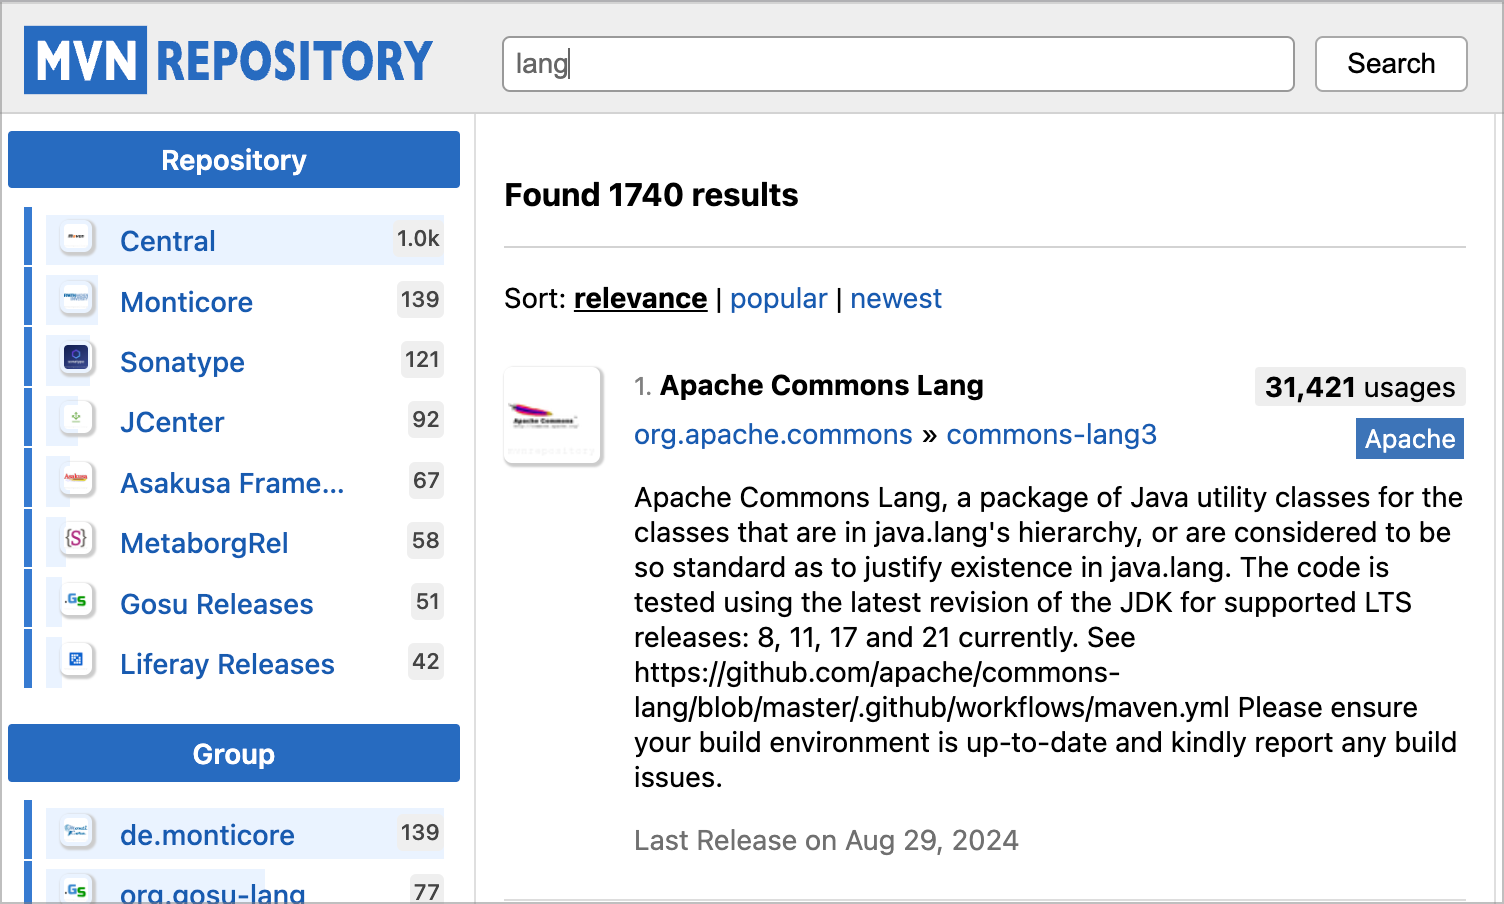 MVN REPOSITORY
lang
Search
Repository
Central 1.0k
Monticore 139
Sonatype 121
JCenter 92
Asakusa Frame... 67
MetaborgRel 58
Gosu Releases 51
Liferay Releases 42
Group
de.monticore 139
org.gosu-lang 77
Found 1740 results
Sort: relevance | popular | newest
1. Apache Commons Lang
31,421 usages
org.apache.commons » commons-lang3
Apache
Apache Commons Lang, a package of Java utility classes for the
classes that are in java.lang's hierarchy, or are considered to be
so standard as to justify existence in java.lang. The code is
tested using the latest revision of the JDK for supported LTS
releases: 8, 11, 17 and 21 currently. See
https://github.com/apache/commons-
lang/blob/master/.github/workflows/maven.yml Please ensure
your build environment is up-to-date and kindly report any build
issues.
Last Release on Aug 29, 2024